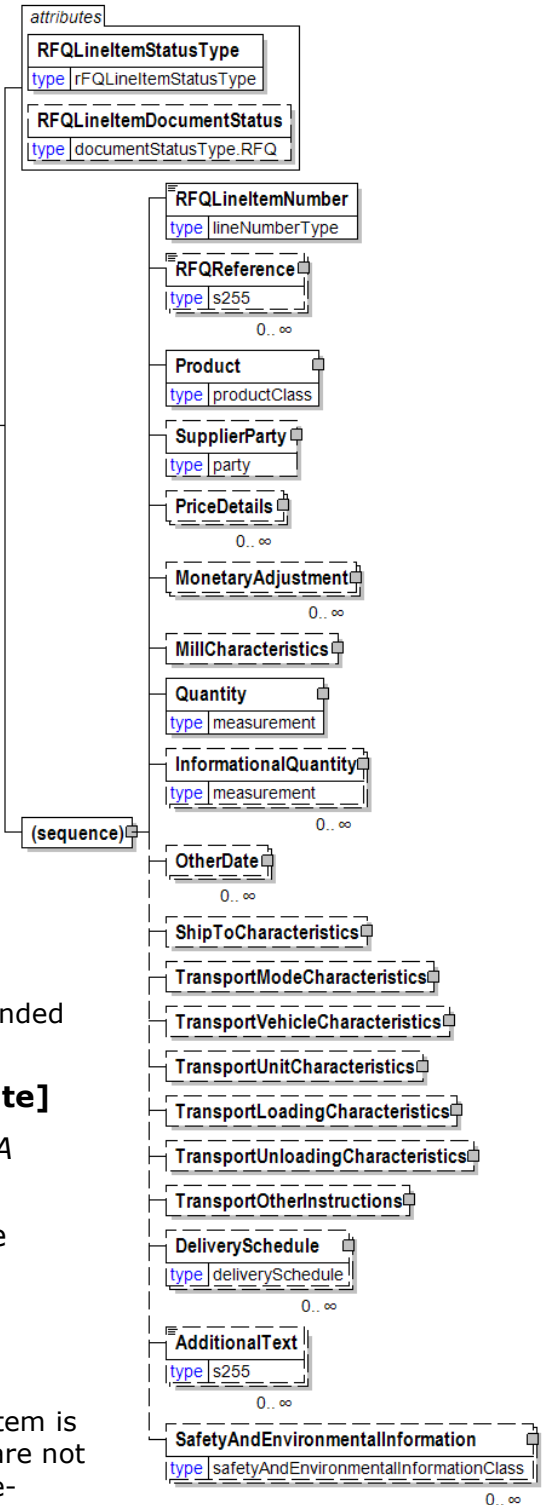 attributes
RFQLineItemStatusType
type rFQLineItemStatusType
RFQLineItemDocumentStatus
type documentStatusType.RFQ
RFQLineItemNumber
type lineNumberType
RFQReference
type s255
0.. ∞
Product
type productClass
SupplierParty
type party
PriceDetails
0.. ∞
MonetaryAdjustment
0.. ∞
MillCharacteristics
Quantity
type measurement
InformationalQuantity
type measurement
0.. ∞
(sequence)
OtherDate
0.. ∞
ShipToCharacteristics
TransportModeCharacteristics
nded
TransportVehicleCharacteristics
TransportUnitCharacteristics
te]
TransportLoadingCharacteristics
A
TransportUnloadingCharacteristics
TransportOtherInstructions
e
DeliverySchedule
type deliverySchedule
0.. ∞
AdditionalText
type s255
0.. ∞
tem is
SafetyAndEnvironmentalInformation
are not
type safetyAndEnvironmentalInformationClass
e-
0.. ∞